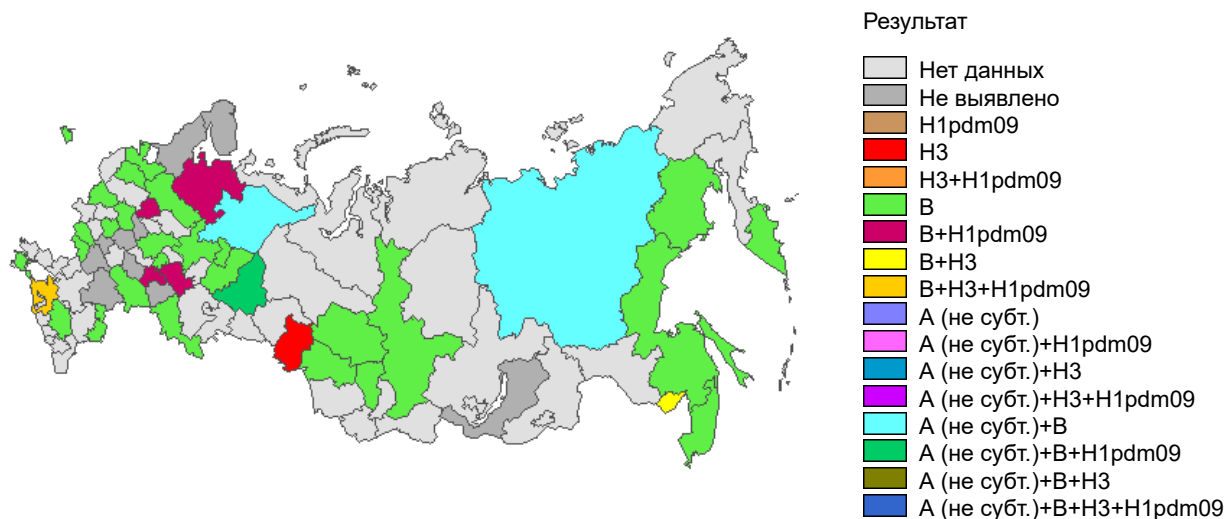 Результат
Нет данных
Не выявлено
H1pdm09
H3
H3+H1pdm09
B
B+H1pdm09
B+H3
B+H3+H1pdm09
А (не субт.)
А (не субт.)+H1pdm09
А (не субт.)+H3
А (не субт.)+H3+H1pdm09
А (не субт.)+B
А (не субт.)+B+H1pdm09
А (не субт.)+B+H3
А (не субт.)+B+H3+H1pdm09